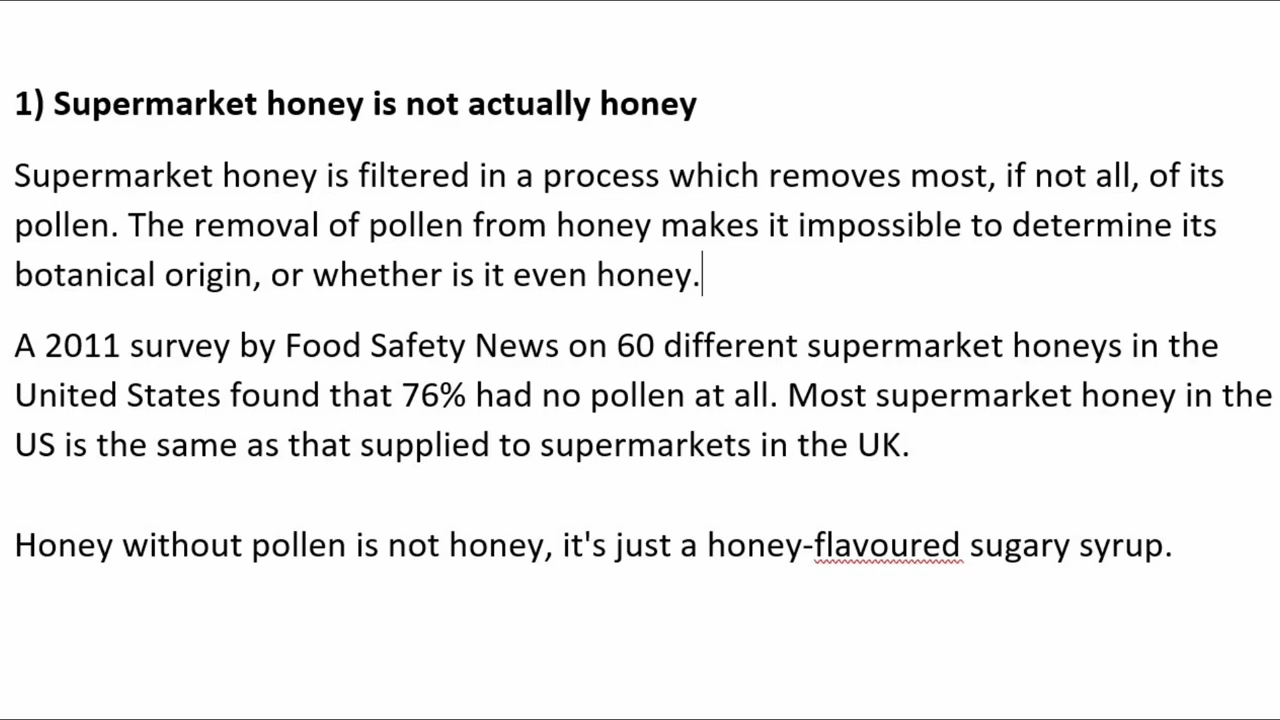 1) Supermarket honey is not actually honey
Supermarket honey is filtered in a process which removes most, if not all, of its
pollen. The removal of pollen from honey makes it impossible to determine its
botanical origin, or whether is it even honey.
A 2011 survey by Food Safety News on 60 different supermarket honeys in the
United States found that 76% had no pollen at all. Most supermarket honey in the
US is the same as that supplied to supermarkets in the UK.
Honey without pollen is not honey, it's just a honey-flavoured sugary syrup.